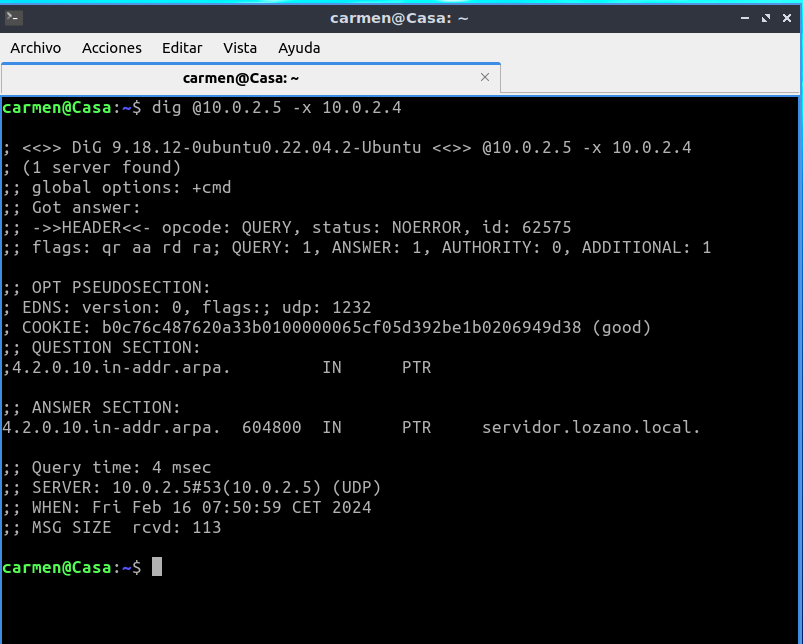 carmen@Casa: ~
Archivo Acciones Editar Vista Ayuda
carmen@Casa: ~
carmen@Casa:~$ dig @10.0.2.5 -x 10.0.2.4

; <<>> DiG 9.18.12-0ubuntu0.22.04.2-Ubuntu <<>> @10.0.2.5 -x 10.0.2.4
; (1 server found)
;; global options: +cmd
;; Got answer:
;; ->>HEADER<<- opcode: QUERY, status: NOERROR, id: 62575
;; flags: qr aa rd ra; QUERY: 1, ANSWER: 1, AUTHORITY: 0, ADDITIONAL: 1

;; OPT PSEUDOSECTION:
; EDNS: version: 0, flags:; udp: 1232
; COOKIE: b0c76c487620a33b0100000065cf05d392be1b0206949d38 (good)
;; QUESTION SECTION:
;4.2.0.10.in-addr.arpa.		IN	PTR

;; ANSWER SECTION:
4.2.0.10.in-addr.arpa.	604800	IN	PTR	servidor.lozano.local.

;; Query time: 4 msec
;; SERVER: 10.0.2.5#53(10.0.2.5) (UDP)
;; WHEN: Fri Feb 16 07:50:59 CET 2024
;; MSG SIZE  rcvd: 113

carmen@Casa:~$